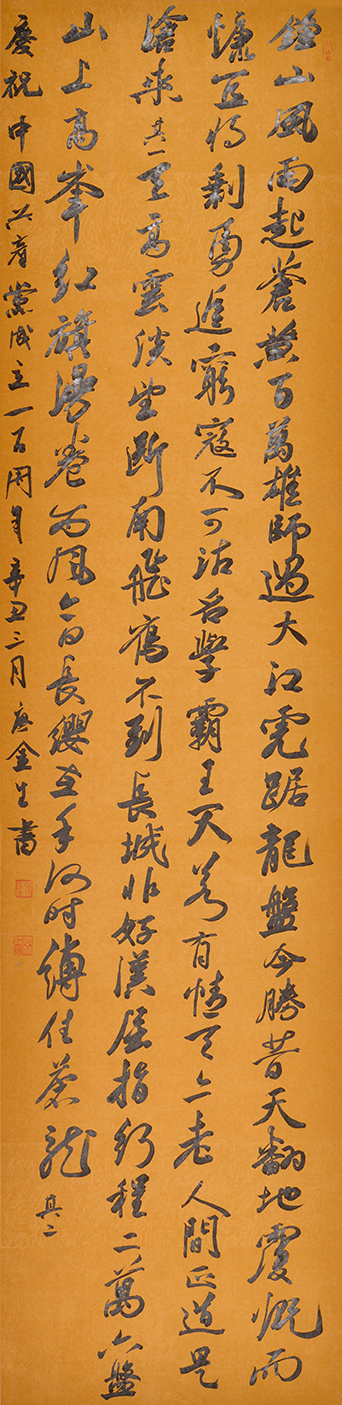 鍾山風雨起蒼黃百萬雄師過大江虎踞龍盤今勝昔天翻地覆慨而
慷宜將剩勇追窮寇不可沽名學霸王天若有情天亦老人間正道是
滄桑其一天高雲淡望斷南飛雁不到長城非好漢屈指行程二萬六盤
山上高峯紅旗漫卷西風今日長纓在手何時縛住蒼龍其二
慶祝中國共產黨成立一百周年辛丑三月唐金生書